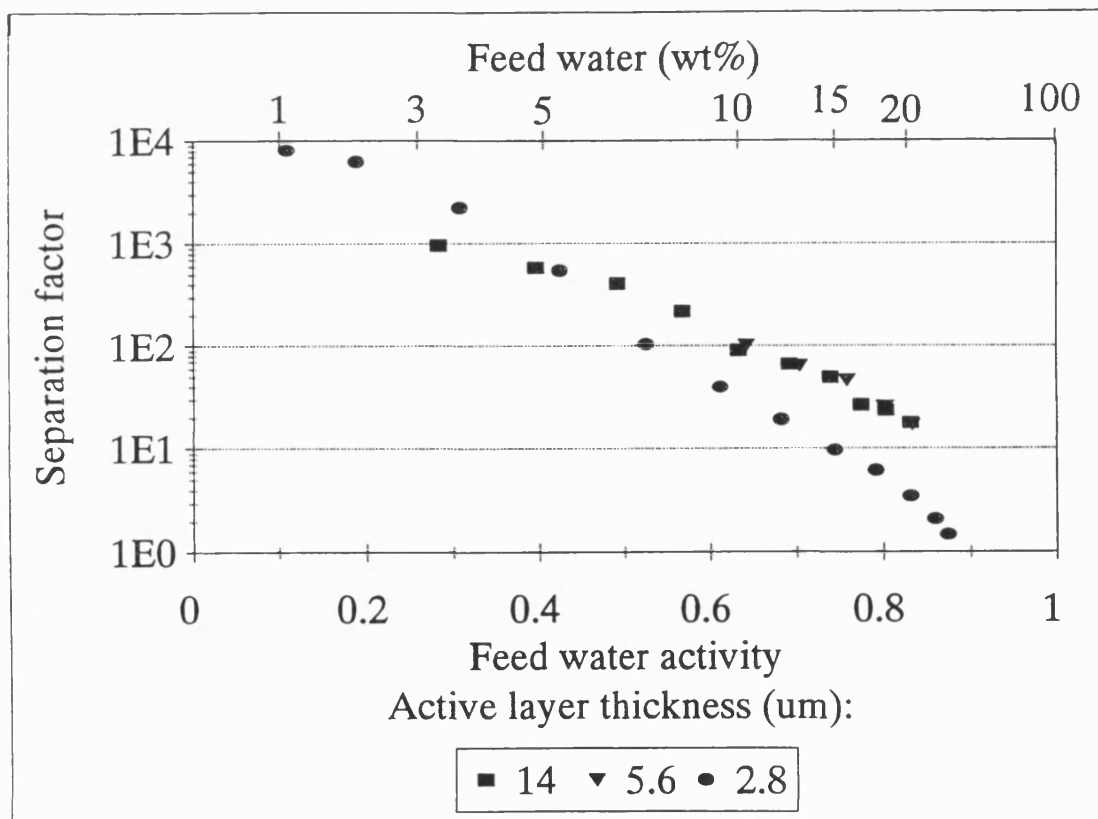 Feed water (wt%)
1 3 5 10 15 20 100
1E4
1E3
1E2
1E1
1E0
Separation factor
0 0.2 0.4 0.6 0.8 1
Feed water activity
Active layer thickness (um):
14 5.6 2.8